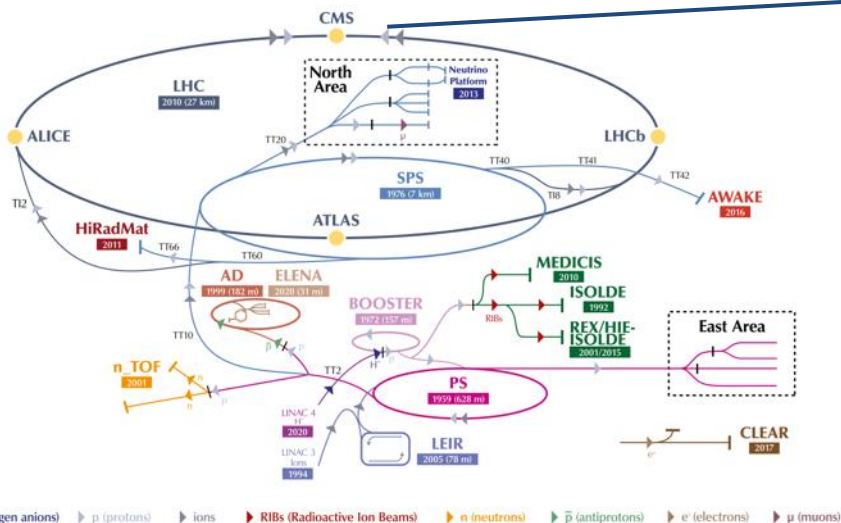 CMS
North
Area
Neutrino
Platform
2013
LHC
2010 (27 km)
μ
ALICE
LHCb
TT20
TT40
TT41
TT42
SPS
1976 (7 km)
TI2
TI8
AWAKE
2016
HiRadMat
2011
ATLAS
TT66
TT60
AD
1999 (182 m)
ELENA
2020 (31 m)
MEDICIS
2010
BOOSTER
1972 (157 m)
ISOLDE
1992
RIBs
REX/HIE-
ISOLDE
2001/2015
East Area
TT10
p̄
p
p
H⁻
n_TOF
2001
n
n
p
TT2
PS
1959 (628 m)
LINAC 4
H⁻
2020
LINAC 3
Ions
1994
LEIR
2005 (78 m)
CLEAR
2017
e⁻
gen anions)
p (protons)
ions
RIBs (Radioactive Ion Beams)
n (neutrons)
p̄ (antiprotons)
e⁻ (electrons)
μ (muons)